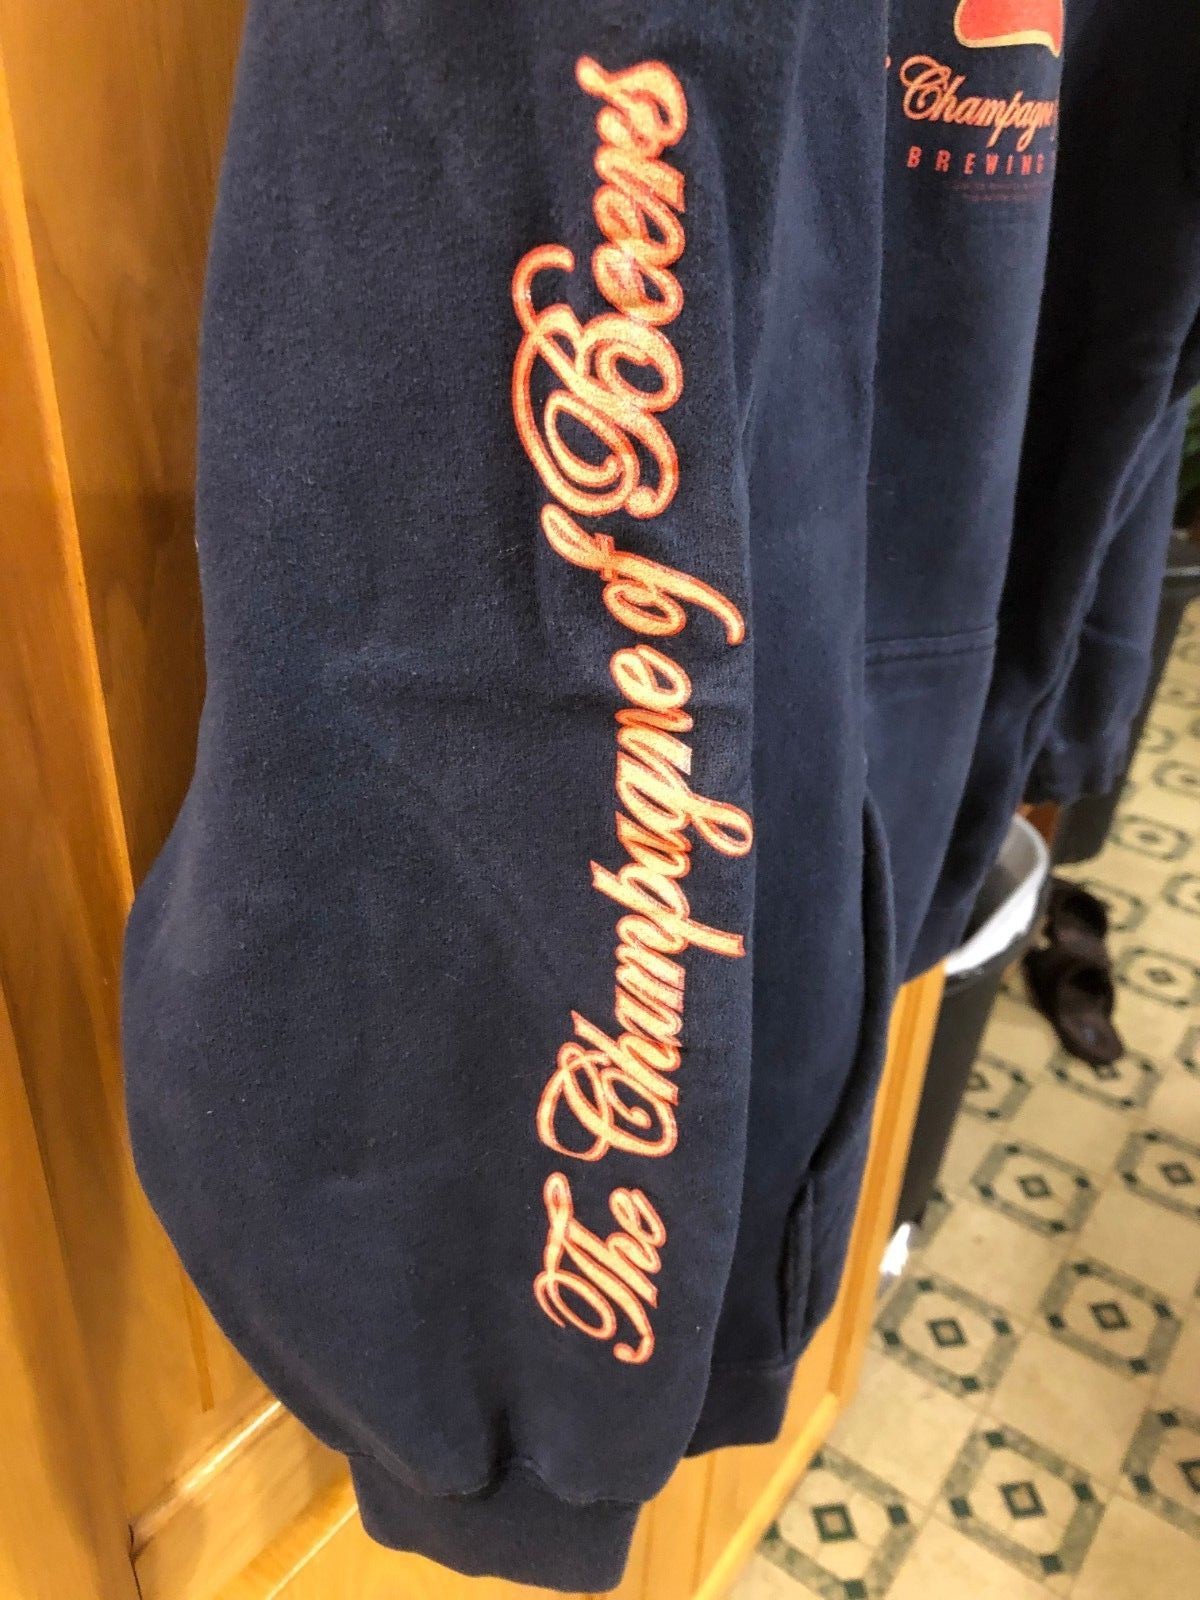 The Champagne of Beers
Champagne
BREWING